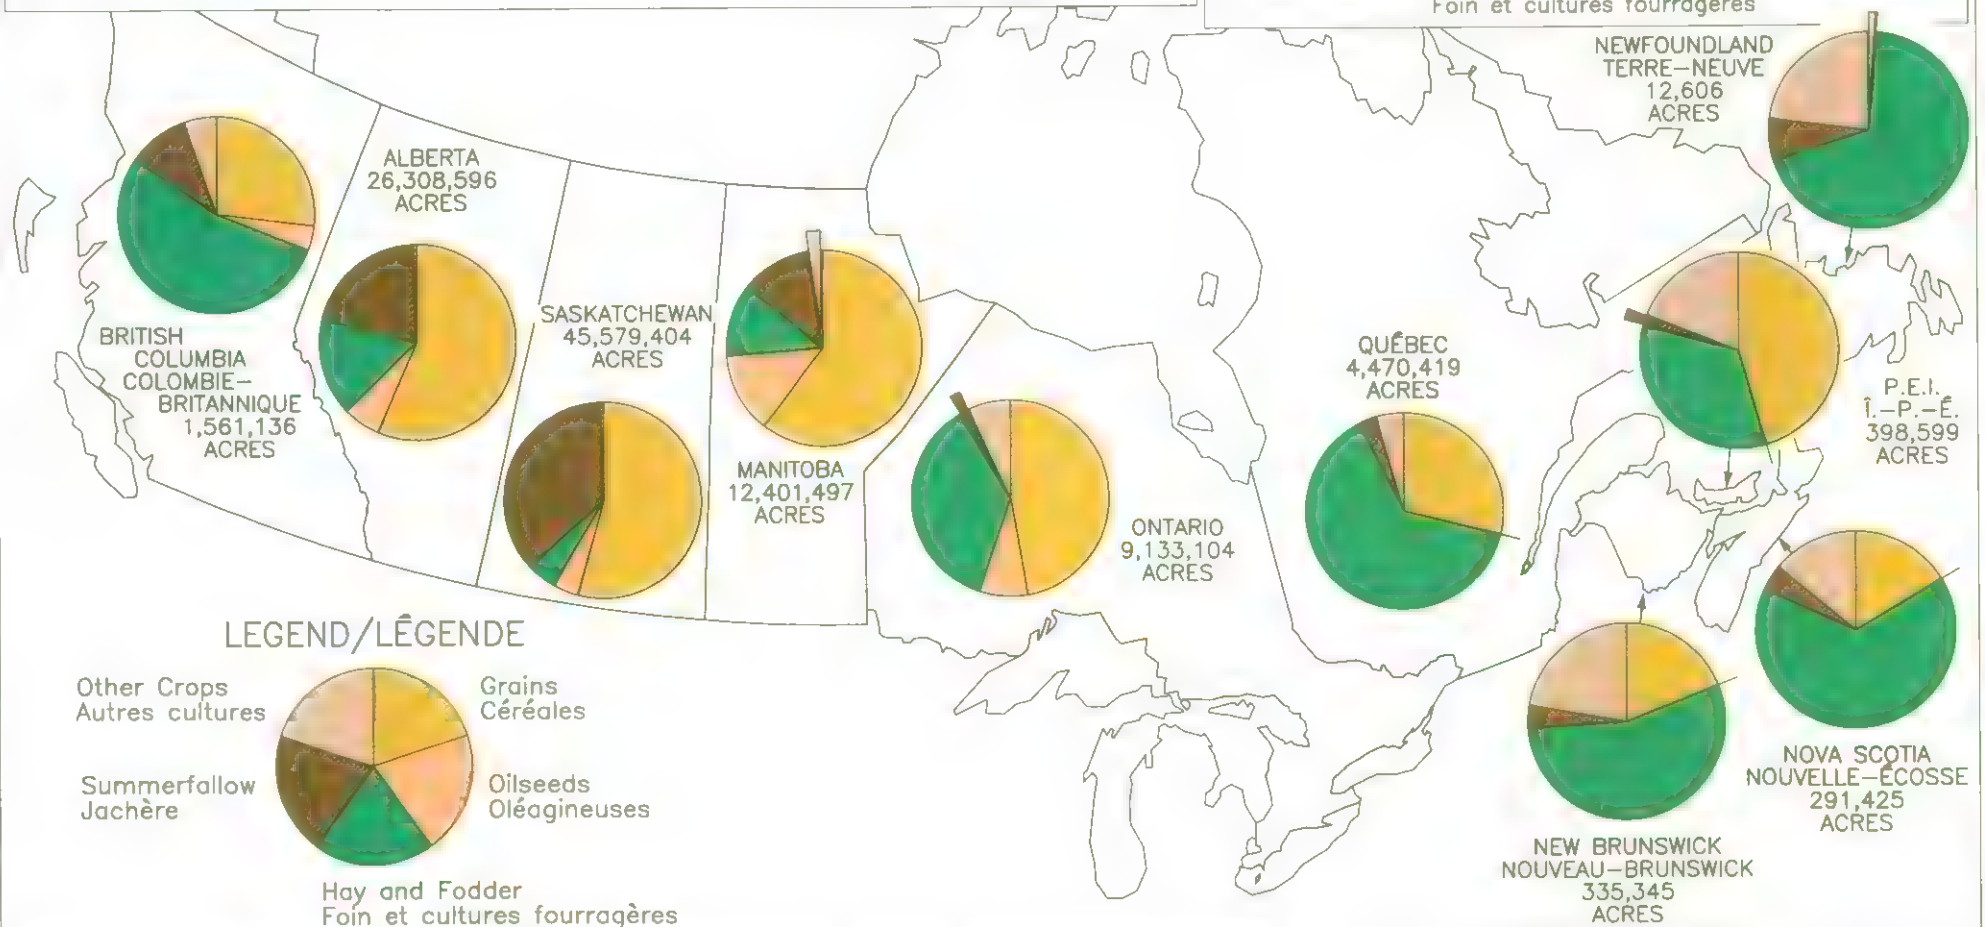 Foin et cultures fourragères
NEWFOUNDLAND
TERRE-NEUVE
12,606
ACRES
ALBERTA
26,308,596
ACRES
SASKATCHEWAN
45,579,404
ACRES
BRITISH
COLUMBIA
COLOMBIE-
BRITANNIQUE
1,561,136
ACRES
MANITOBA
12,401,497
ACRES
ONTARIO
9,133,104
ACRES
QUÉBEC
4,470,419
ACRES
P.E.I.
Î.-P.-É.
398,599
ACRES
NOVA SCOTIA
NOUVELLE-ÉCOSSE
291,425
ACRES
NEW BRUNSWICK
NOUVEAU-BRUNSWICK
335,345
ACRES
LEGEND/LÉGENDE
Other Crops
Autres cultures
Grains
Céréales
Summerfallow
Jachère
Oilseeds
Oléagineuses
Hay and Fodder
Foin et cultures fourragères